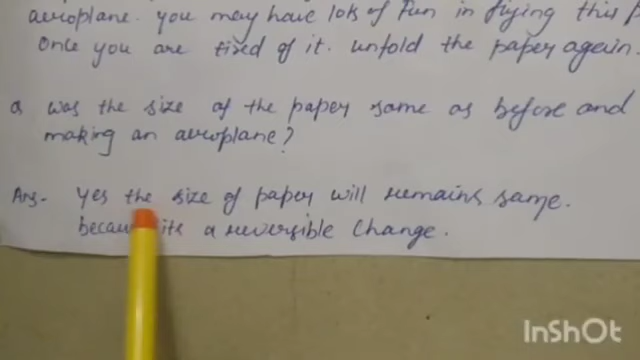 aeroplane. you may have lots of fun in flying this
Once you are tired of it. unfold the paper again.
Q was the size of the paper same as before and
making an aeroplane?
Ans- Yes the size of paper will remains same.
because its a reversible change.
InShOt